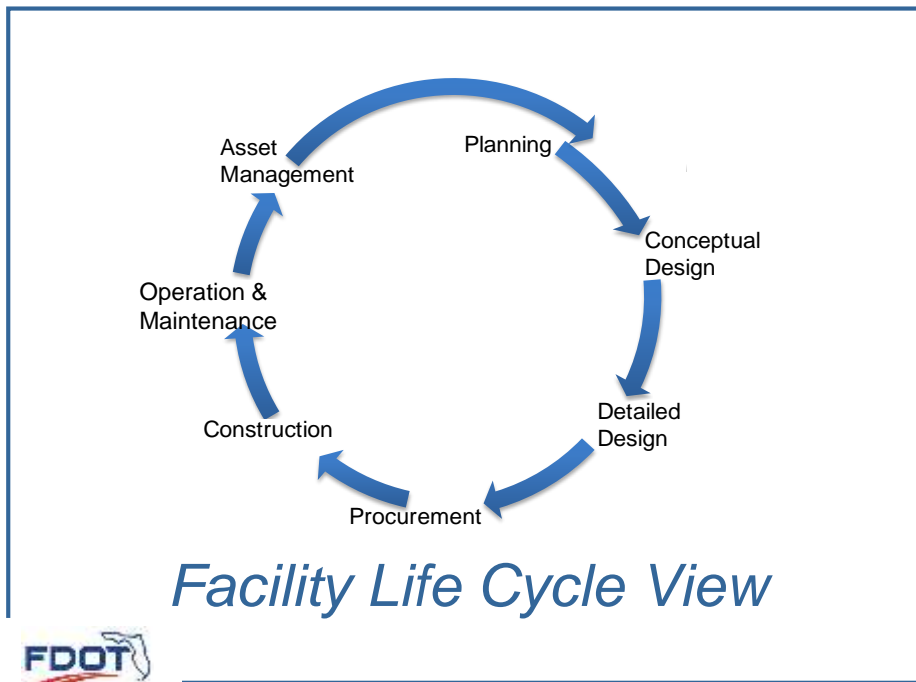 Asset
Management
Planning
Conceptual
Design
Operation &
Maintenance
Detailed
Design
Construction
Procurement
Facility Life Cycle View
FDOT